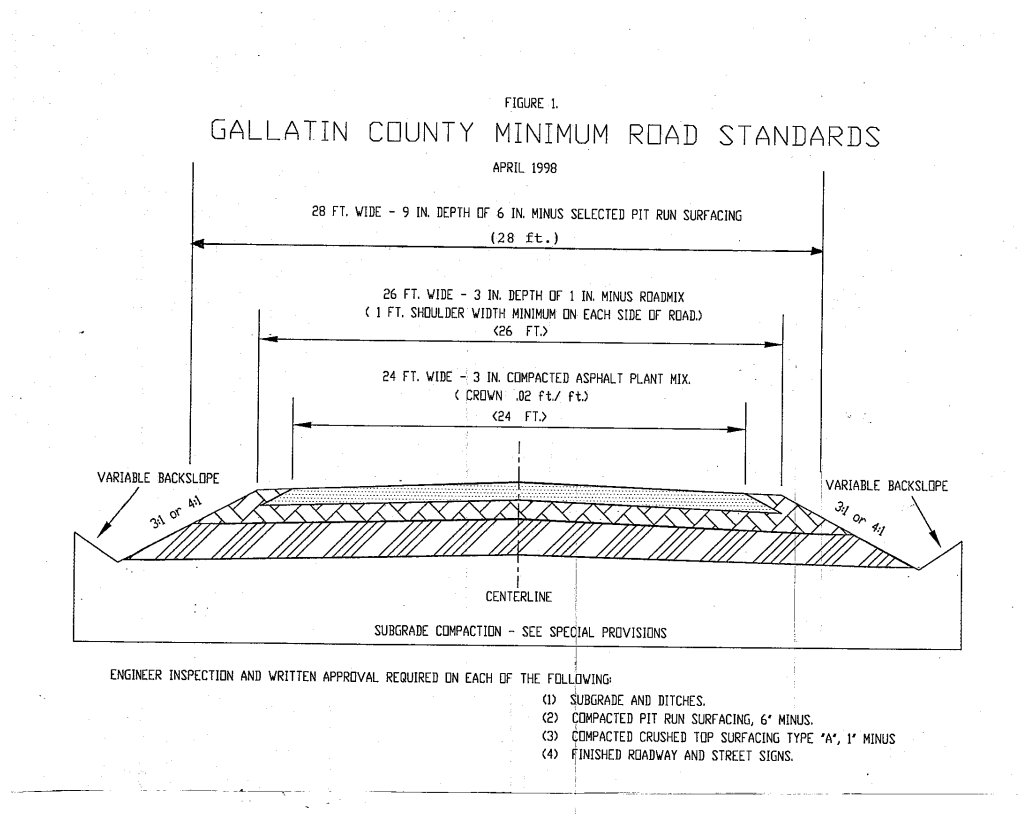 FIGURE 1.
GALLATIN COUNTY MINIMUM ROAD STANDARDS
APRIL 1998
28 FT. WIDE - 9 IN. DEPTH OF 6 IN. MINUS SELECTED PIT RUN SURFACING
(28 ft.)
26 FT. WIDE - 3 IN. DEPTH OF 1 IN. MINUS ROADMIX
( 1 FT. SHOULDER WIDTH MINIMUM ON EACH SIDE OF ROAD.)
<26 FT.>
24 FT. WIDE - 3 IN. COMPACTED ASPHALT PLANT MIX.
( CROWN .02 ft./ ft.)
<24 FT.>
VARIABLE BACKSLOPE
VARIABLE BACKSLOPE
3:1 or 4:1
3:1 or 4:1
CENTERLINE
SUBGRADE COMPACTION - SEE SPECIAL PROVISIONS
ENGINEER INSPECTION AND WRITTEN APPROVAL REQUIRED ON EACH OF THE FOLLOWING:
(1) SUBGRADE AND DITCHES.
(2) COMPACTED PIT RUN SURFACING, 6" MINUS.
(3) COMPACTED CRUSHED TOP SURFACING TYPE "A", 1" MINUS
(4) FINISHED ROADWAY AND STREET SIGNS.